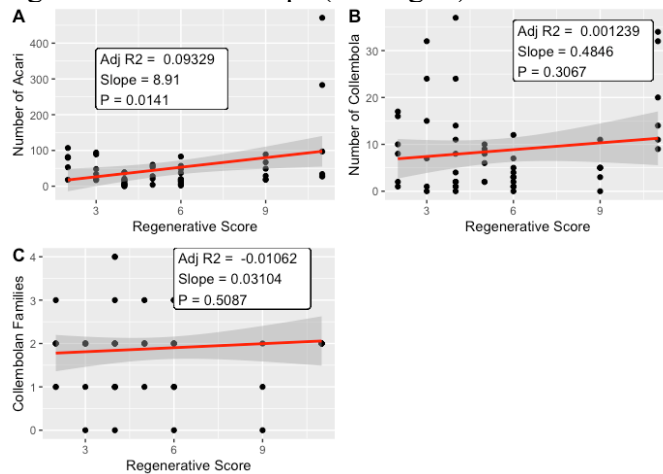 A
Adj R2 = 0.09329
Slope = 8.91
P = 0.0141
Number of Acari
500
400
300
200
100
0
3
6
9
Regenerative Score
B
Adj R2 = 0.001239
Slope = 0.4846
P = 0.3067
Number of Collembola
30
20
10
0
3
6
9
Regenerative Score
C
Adj R2 = -0.01062
Slope = 0.03104
P = 0.5087
Collembolan Families
4
3
2
1
0
3
6
9
Regenerative Score